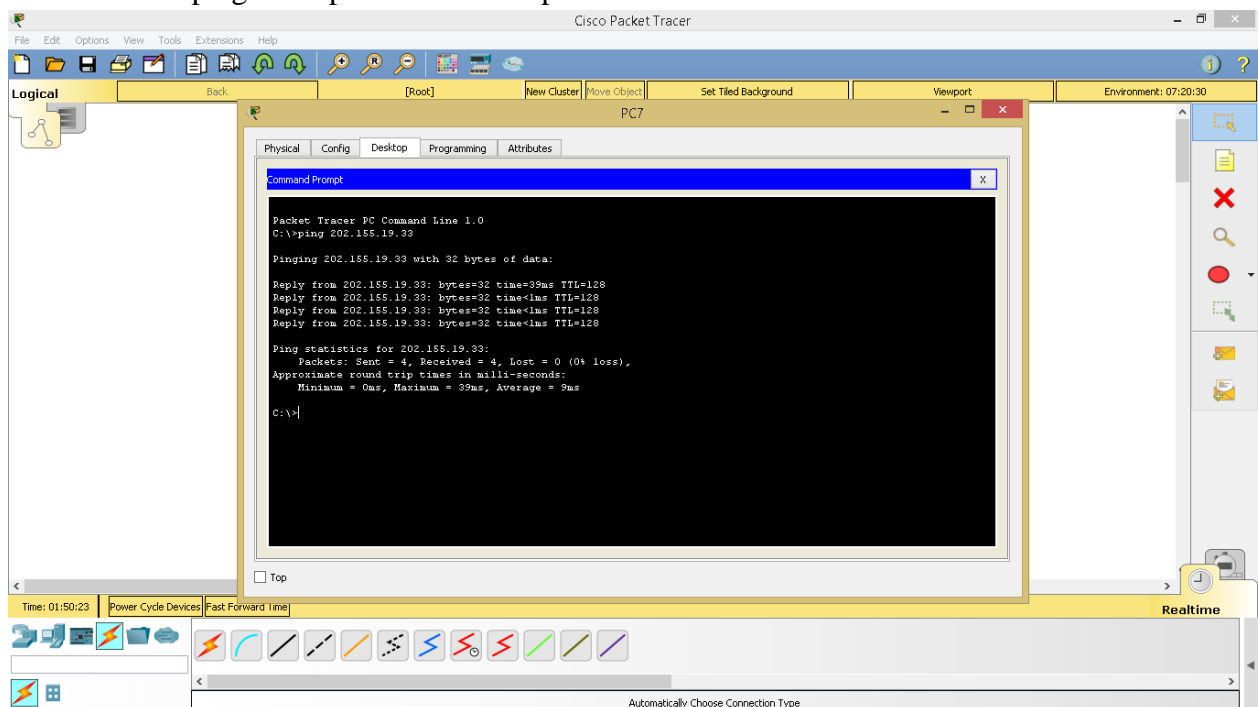 Cisco Packet Tracer
File Edit Options View Tools Extensions Help
Logical Back [Root] New Cluster Move Object Set Tiled Background Viewport Environment: 07:20:30
PC7
Physical Config Desktop Programming Attributes
Command Prompt X
Packet Tracer PC Command Line 1.0
C:\>ping 202.155.19.33
Pinging 202.155.19.33 with 32 bytes of data:
Reply from 202.155.19.33: bytes=32 time=39ms TTL=128
Reply from 202.155.19.33: bytes=32 time<1ms TTL=128
Reply from 202.155.19.33: bytes=32 time<1ms TTL=128
Reply from 202.155.19.33: bytes=32 time<1ms TTL=128
Ping statistics for 202.155.19.33:
Packets: Sent = 4, Received = 4, Lost = 0 (0% loss),
Approximate round trip times in milli-seconds:
Minimum = 0ms, Maximum = 39ms, Average = 9ms
C:\>
Top
Time: 01:50:23 Power Cycle Devices Fast Forward Time Realtime
Automatically Choose Connection Type